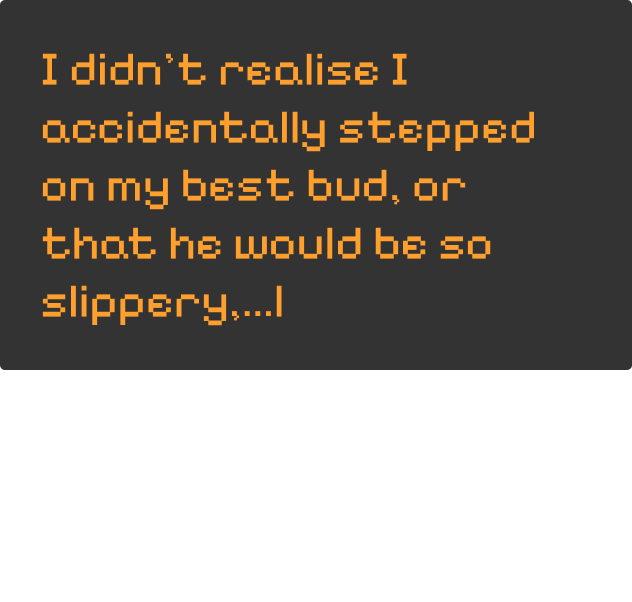 I didn't realise I
accidentally stepped
on my best bud, or
that he would be so
slippery,...l